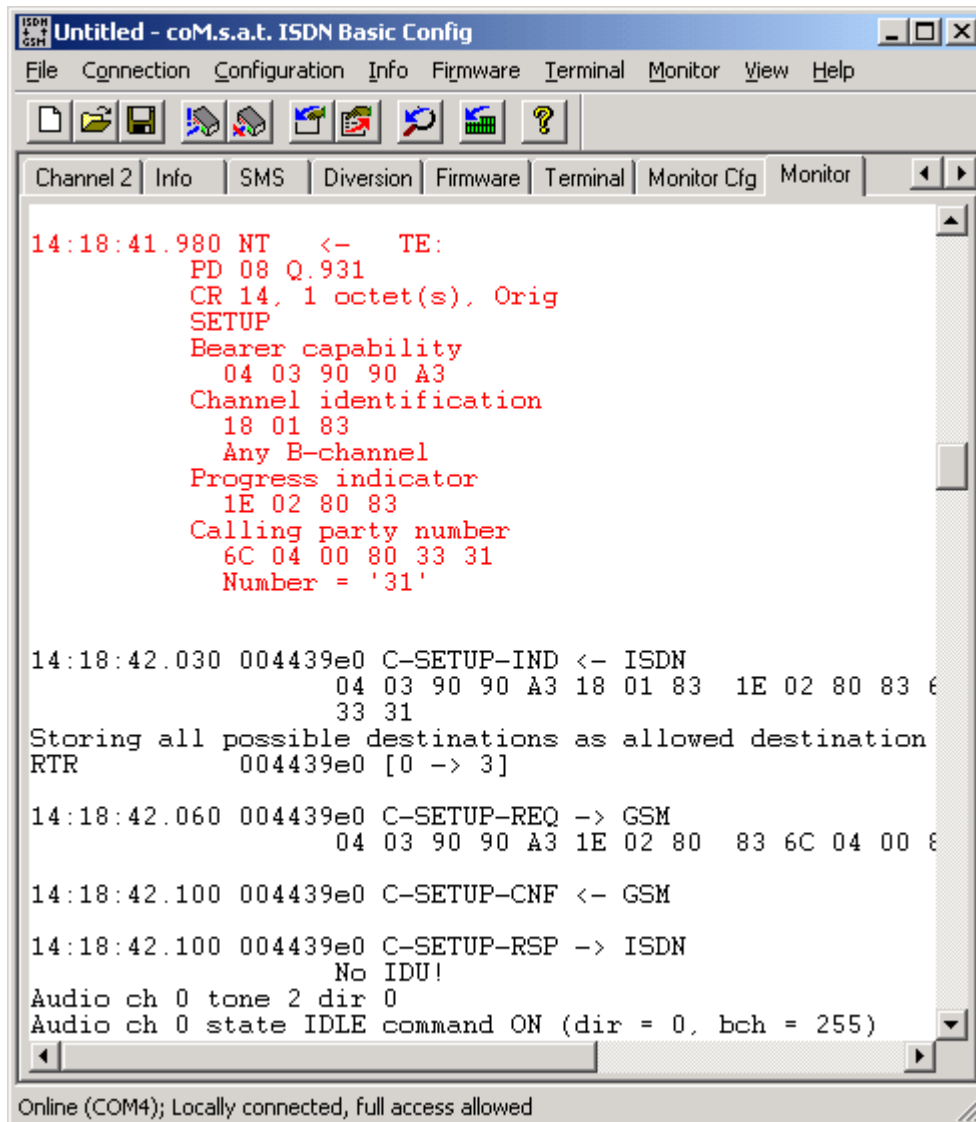 ISDN
GSM
Untitled - coM.s.a.t. ISDN Basic Config
File Connection Configuration Info Firmware Terminal Monitor View Help
Channel 2 Info SMS Diversion Firmware Terminal Monitor Cfg Monitor
14:18:41.980 NT <- TE:
PD 08 Q.931
CR 14, 1 octet(s), Orig
SETUP
Bearer capability
04 03 90 90 A3
Channel identification
18 01 83
Any B-channel
Progress indicator
1E 02 80 83
Calling party number
6C 04 00 80 33 31
Number = '31'
14:18:42.030 004439e0 C-SETUP-IND <- ISDN
04 03 90 90 A3 18 01 83 1E 02 80 83 6
33 31
Storing all possible destinations as allowed destination
RTR 004439e0 [0 -> 3]
14:18:42.060 004439e0 C-SETUP-REQ -> GSM
04 03 90 90 A3 1E 02 80 83 6C 04 00 8
14:18:42.100 004439e0 C-SETUP-CNF <- GSM
14:18:42.100 004439e0 C-SETUP-RSP -> ISDN
No IDU!
Audio ch 0 tone 2 dir 0
Audio ch 0 state IDLE command ON (dir = 0, bch = 255)
Online (COM4); Locally connected, full access allowed